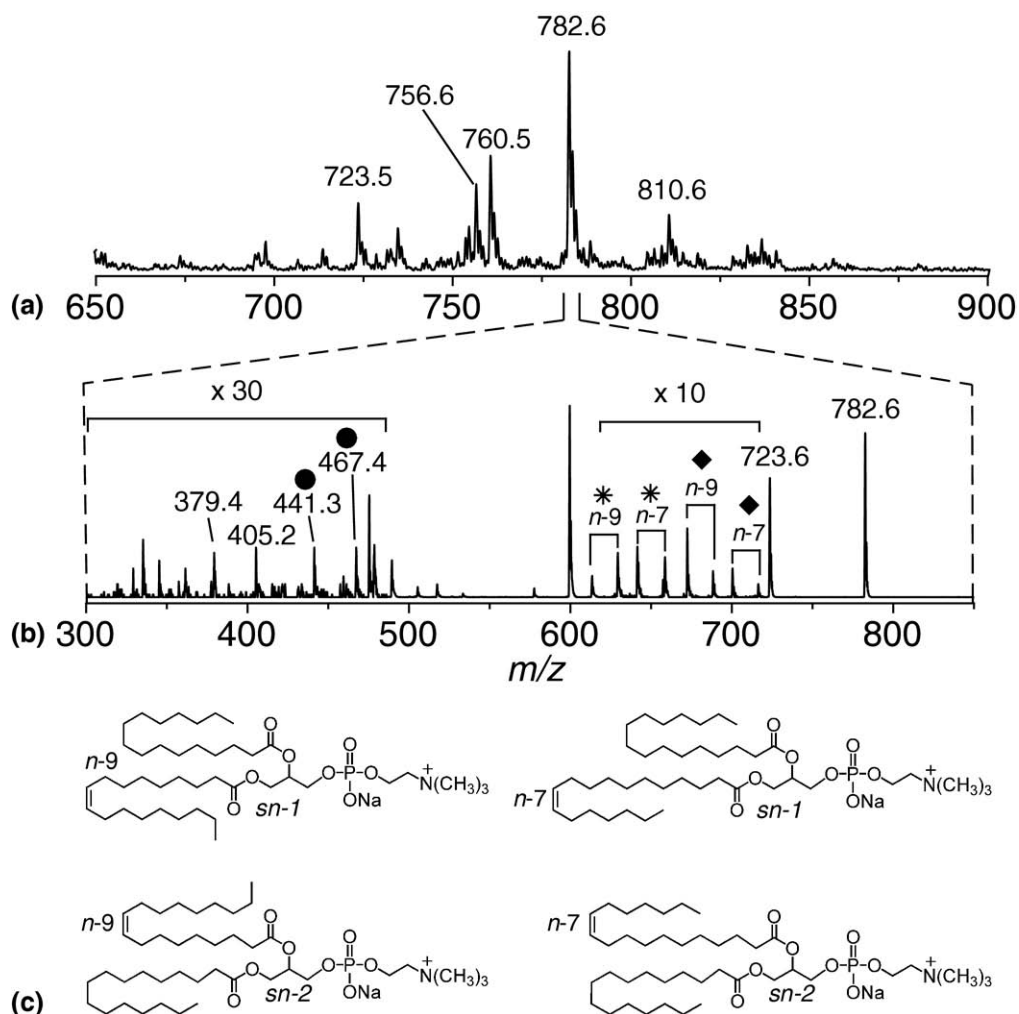 782.6
756.6
760.5
723.5
810.6
(a) 650 700 750 800 850 900
x 30
x 10
782.6
● 467.4
◆
723.6
● 441.3
379.4
405.2
* n-9
* n-7
n-9
◆ n-7
(b) 300 400 500 600 700 800
m/z
n-9
O
O
O
O
O
P
O
ONa
N(CH₃)₃
+
sn-1
n-7
O
O
O
O
O
P
O
ONa
N(CH₃)₃
+
sn-1
n-9
O
O
O
O
O
P
O
ONa
N(CH₃)₃
+
sn-2
n-7
O
O
O
O
O
P
O
ONa
N(CH₃)₃
+
sn-2
(c)